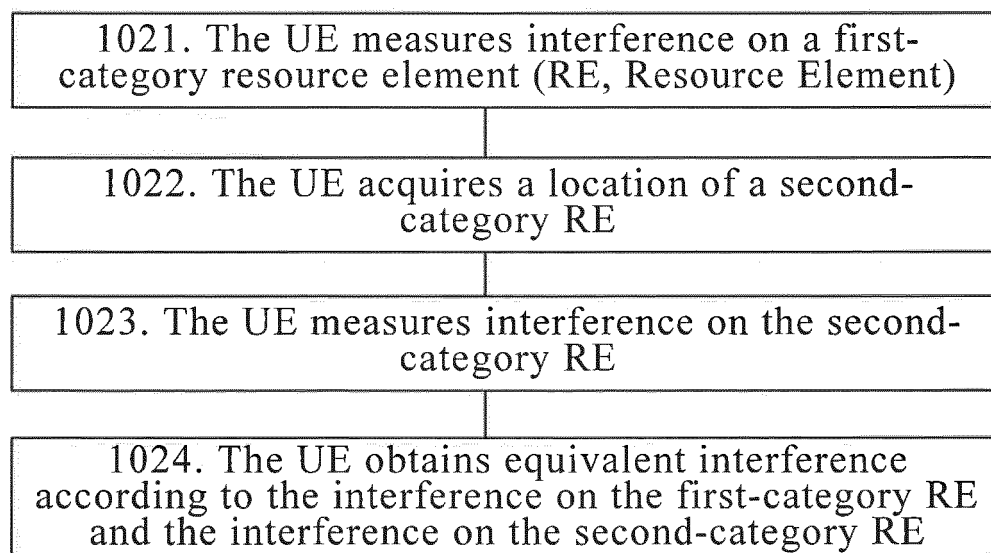 1021. The UE measures interference on a first-
category resource element (RE, Resource Element)
1022. The UE acquires a location of a second-
category RE
1023. The UE measures interference on the second-
category RE
1024. The UE obtains equivalent interference
according to the interference on the first-category RE
and the interference on the second-category RE